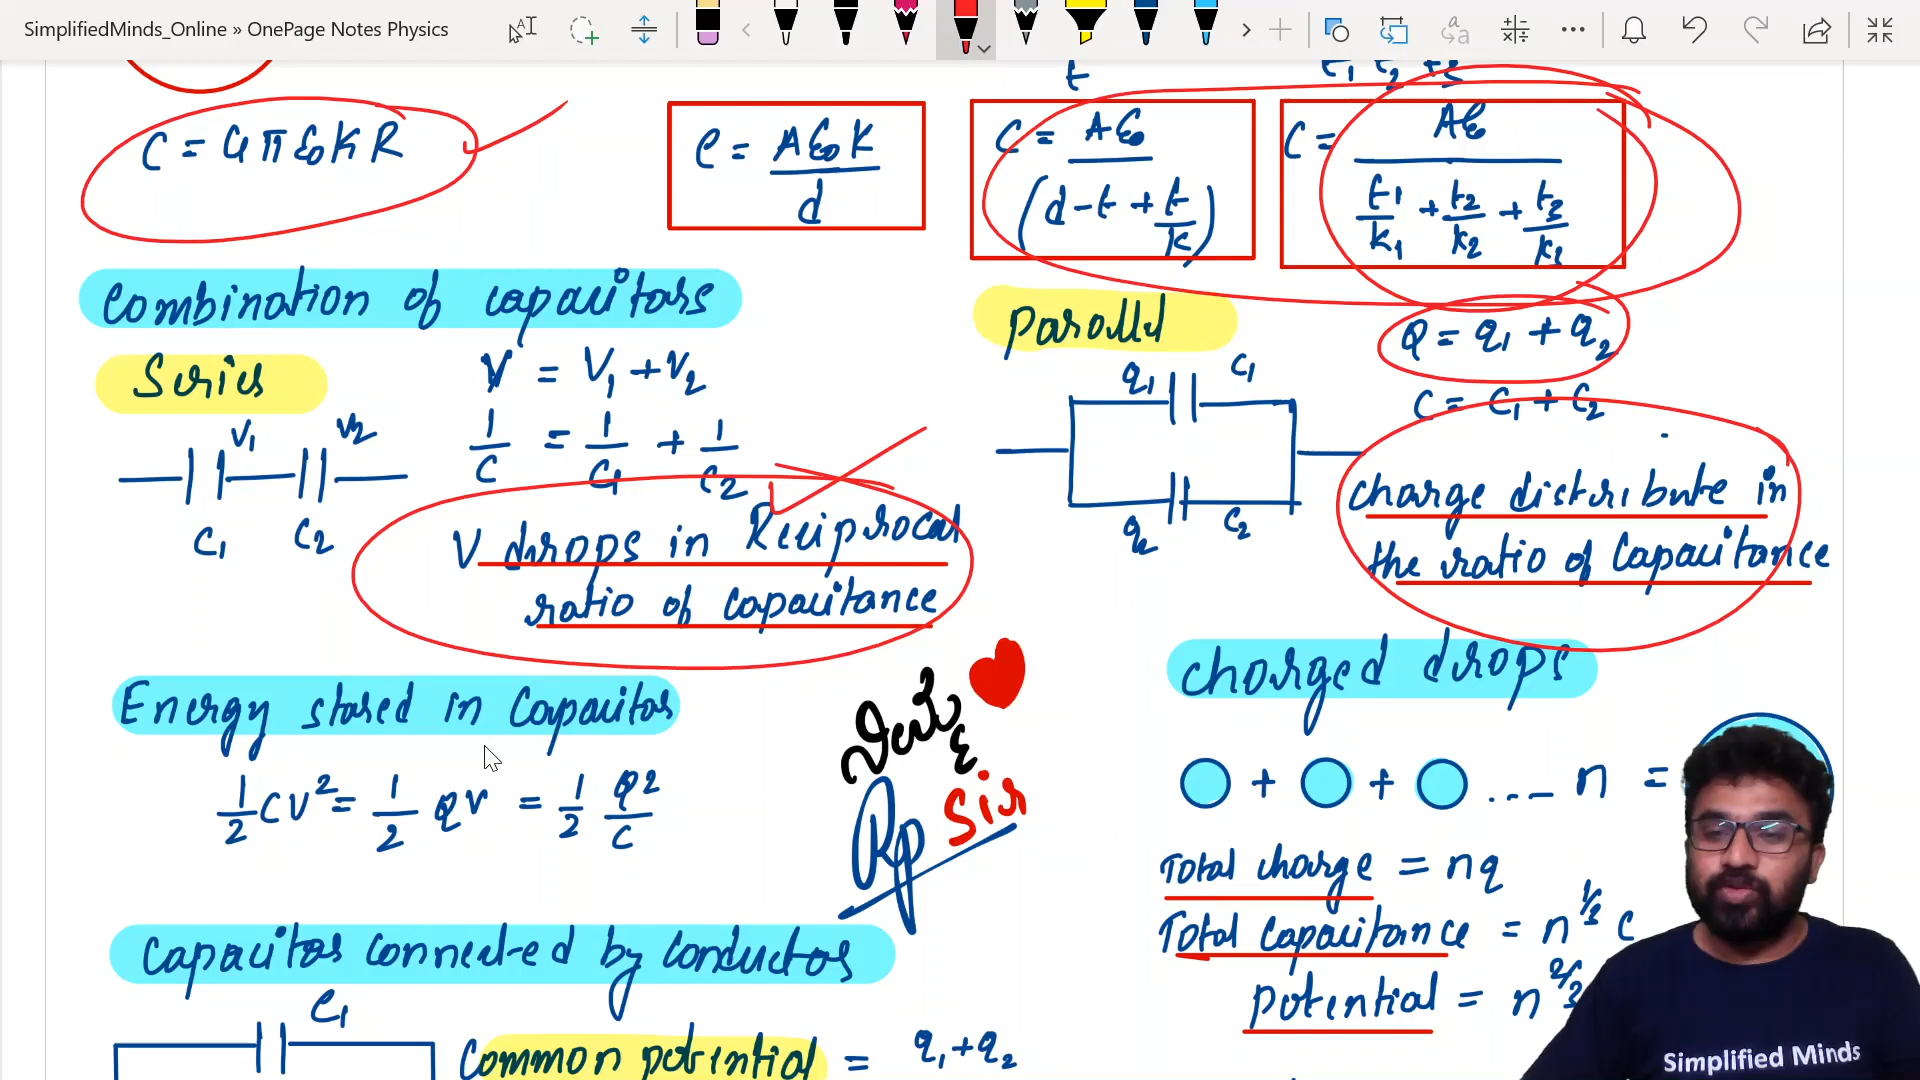 SimplifiedMinds_Online » OnePage Notes Physics
C = 4πε₀KR
C = Aε₀K / d
C = Aε₀ / (d - t + t/K)
C = Aε₀ / (t₁/K₁ + t₂/K₂ + t₃/K₃)
Combination of capacitors
Series
V = V₁ + V₂
1/C = 1/C₁ + 1/C₂
V₁ V₂
C₁ C₂
V drops in Reciprocal
ratio of capacitance
Parallel
Q = q₁ + q₂
C = C₁ + C₂
q₁ C₁
q₂ C₂
charge distribute in
the ratio of capacitance
Energy stored in Capacitor
1/2 CV² = 1/2 QV = 1/2 Q²/C
Rp Sir
charged drops
+ + .... n =
Total charge = nq
Total capacitance = n^1/3 C
potential = n^2/3
Capacitor connected by conductor
C₁
Common potential = q₁+q₂
Simplified Minds